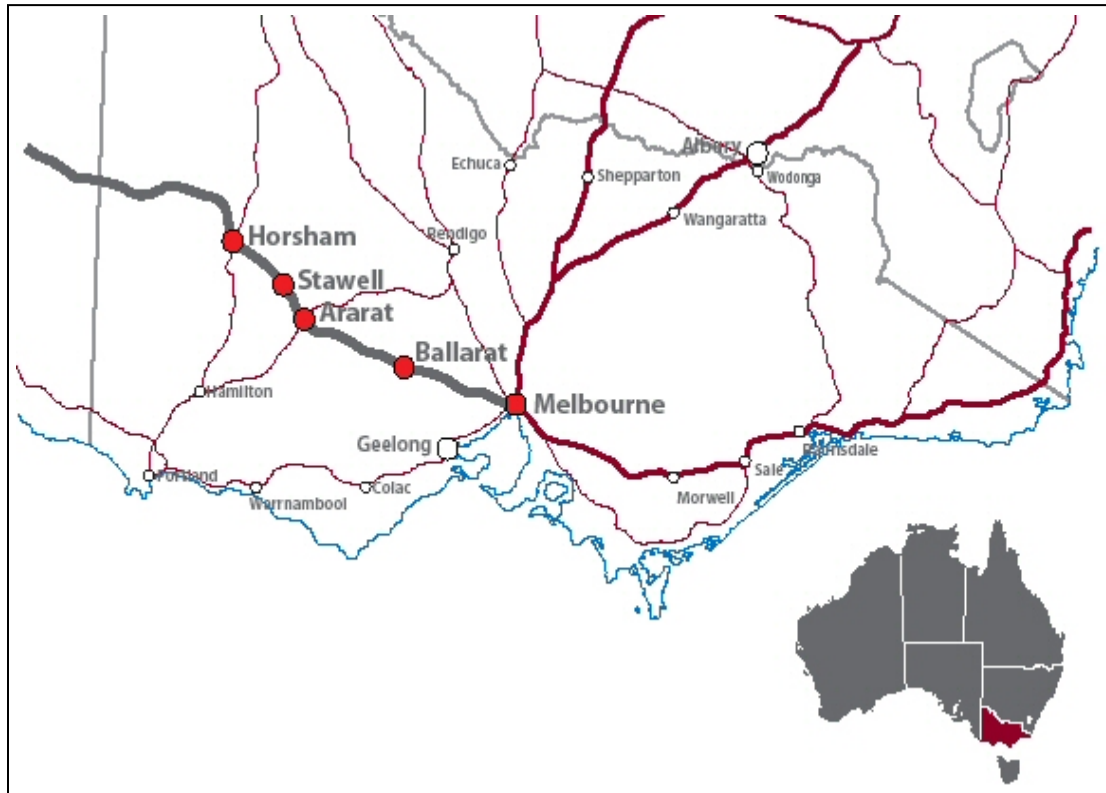 Albury
Echuca
Shepparton
Wodonga
Wangaratta
Horsham
Bendigo
Stawell
Ararat
Ballarat
Hamilton
Melbourne
Geelong
Bairnsdale
Portland
Sale
Warrnambool
Colac
Morwell